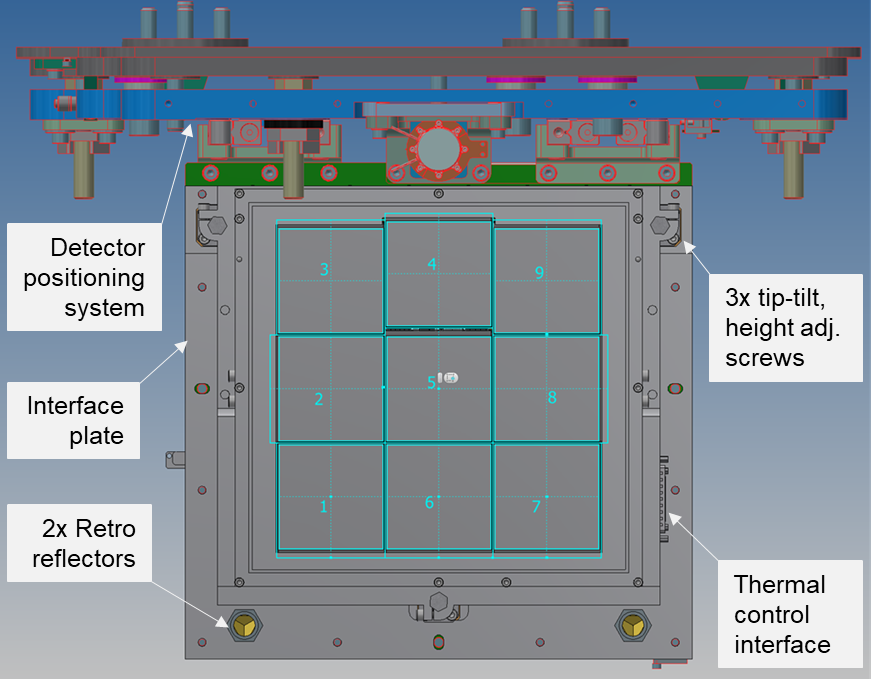 Detector
positioning
system
3x tip-tilt,
height adj.
screws
Interface
plate
2x Retro
reflectors
Thermal
control
interface
3 4 9
2 5 8
1 6 7